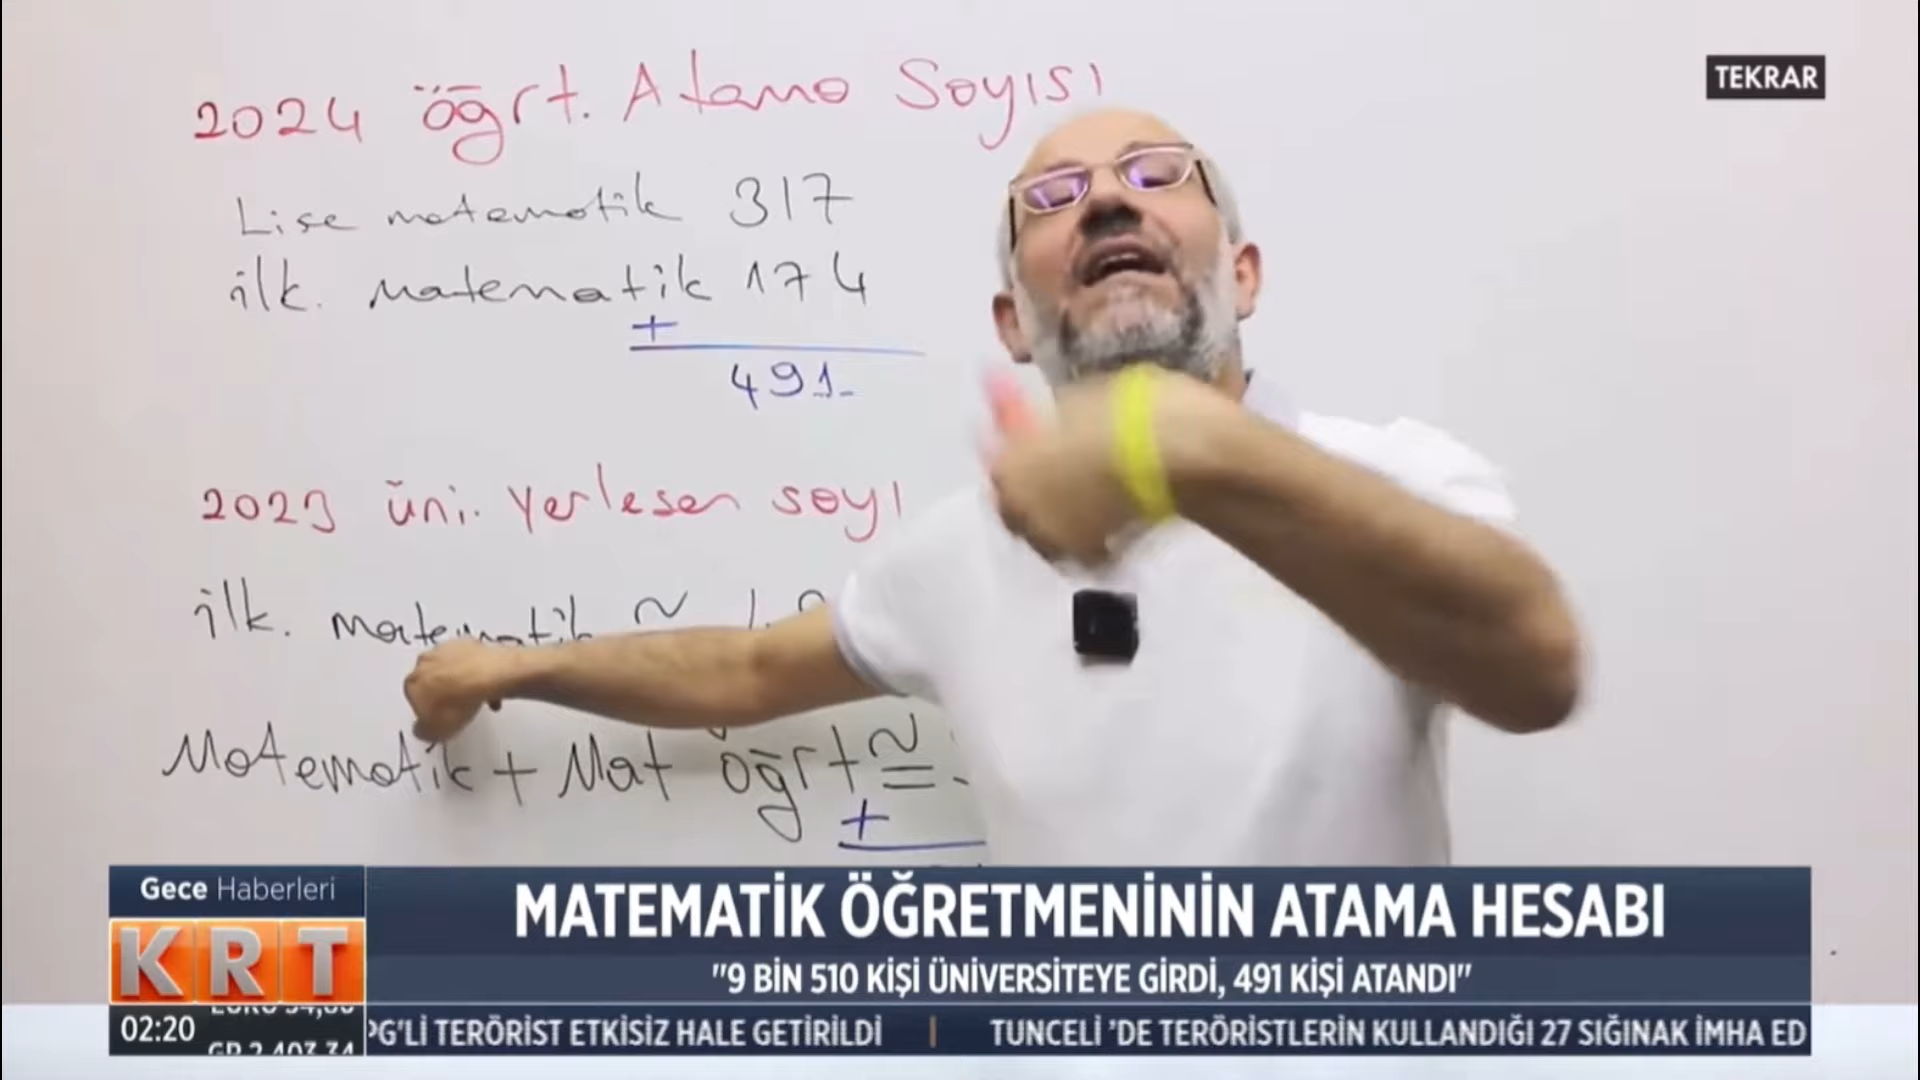 TEKRAR
2024 öğrt. Atama Sayısı
Lise matematik 317
ilk. matematik 174
+
491
2023 üni. Yerleşen sayı
ilk. matematik ~
Matematik + Mat öğrt ≅
+
Gece Haberleri
KRT
MATEMATİK ÖĞRETMENİNİN ATAMA HESABI
"9 BİN 510 KİŞİ ÜNİVERSİTEYE GİRDİ, 491 KİŞİ ATANDI"
02:20
PG'Lİ TERÖRİST ETKİSİZ HALE GETİRİLDİ | TUNCELİ 'DE TERÖRİSTLERİN KULLANDIĞI 27 SIĞINAK İMHA ED